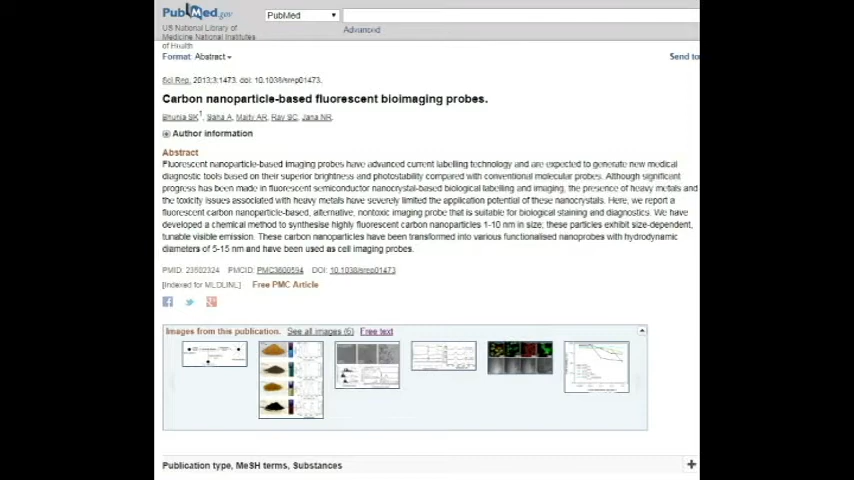 PubMed.gov
PubMed
US National Library of
Medicine National Institutes
of Health
Advanced
Format: Abstract
Send to
Sci Rep. 2013;3:1473. doi: 10.1038/srep01473.
Carbon nanoparticle-based fluorescent bioimaging probes.
Bhunia SK1, Saha A, Maity AR, Ray SC, Jana NR.
Author information
Abstract
Fluorescent nanoparticle-based imaging probes have advanced current labelling technology and are expected to generate new medical
diagnostic tools based on their superior brightness and photostability compared with conventional molecular probes. Although significant
progress has been made in fluorescent semiconductor nanocrystal-based biological labelling and imaging, the presence of heavy metals and
the toxicity issues associated with heavy metals have severely limited the application potential of these nanocrystals. Here, we report a
fluorescent carbon nanoparticle-based, alternative, nontoxic imaging probe that is suitable for biological staining and diagnostics. We have
developed a chemical method to synthesise highly fluorescent carbon nanoparticles 1-10 nm in size; these particles exhibit size-dependent,
tunable visible emission. These carbon nanoparticles have been transformed into various functionalised nanoprobes with hydrodynamic
diameters of 5-15 nm and have been used as cell imaging probes.
PMID: 23502324 PMCID: PMC3600594 DOI: 10.1038/srep01473
[Indexed for MEDLINE] Free PMC Article
Images from this publication. See all images (6) Free text
Publication type, MeSH terms, Substances